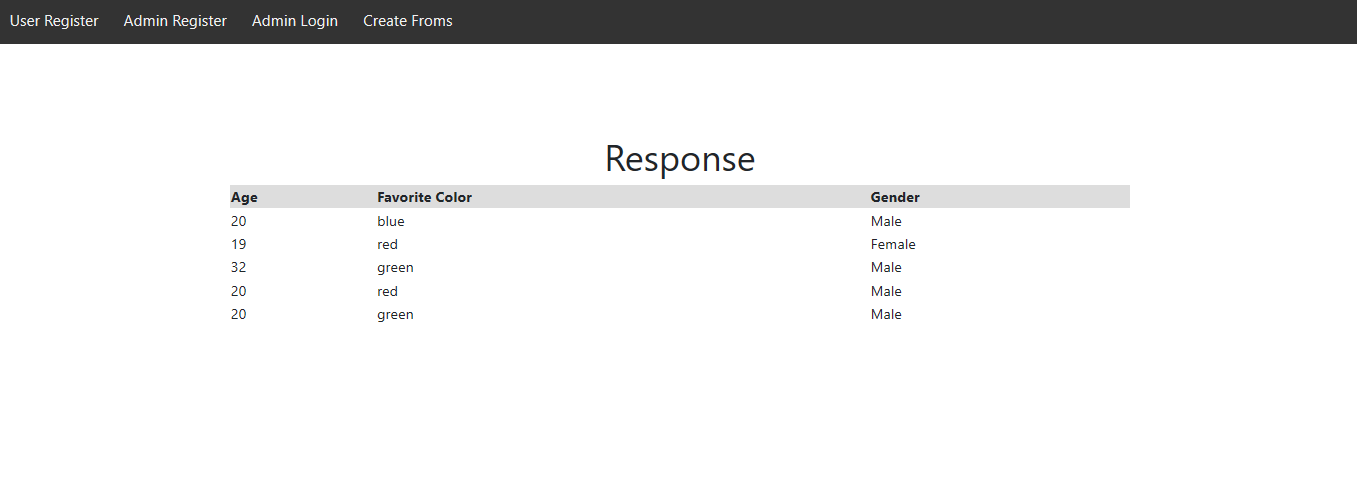 User Register Admin Register Admin Login Create Froms
Response
Age Favorite Color Gender
20 blue Male
19 red Female
32 green Male
20 red Male
20 green Male